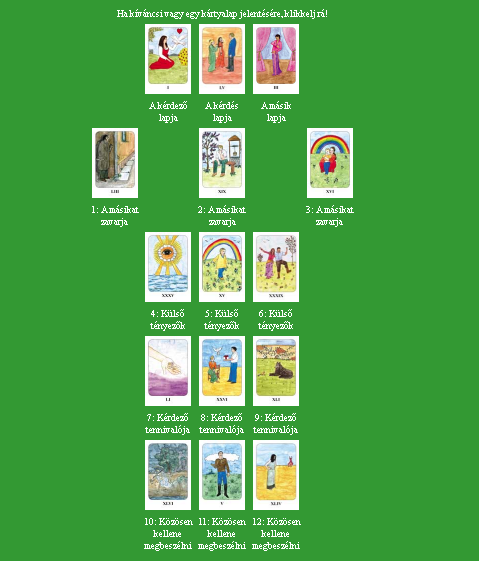 Ha kíváncsi vagy egy kártyalap jelentésére, klikkelj rá!
I
LV
III
A kérdező
lapja
A kérdés
lapja
A másik
lapja
LIII
XIX
XVI
1: A másikat
zavarja
2: A másikat
zavarja
3: A másikat
zavarja
XXXV
XV
XXXIX
4: Külső
tényezők
5: Külső
tényezők
6: Külső
tényezők
LI
XXVI
XLI
7: Kérdező
tennivalója
8: Kérdező
tennivalója
9: Kérdező
tennivalója
XLVI
V
XLIX
10: Közösen
kellene
megbeszélni
11: Közösen
kellene
megbeszélni
12: Közösen
kellene
megbeszélni